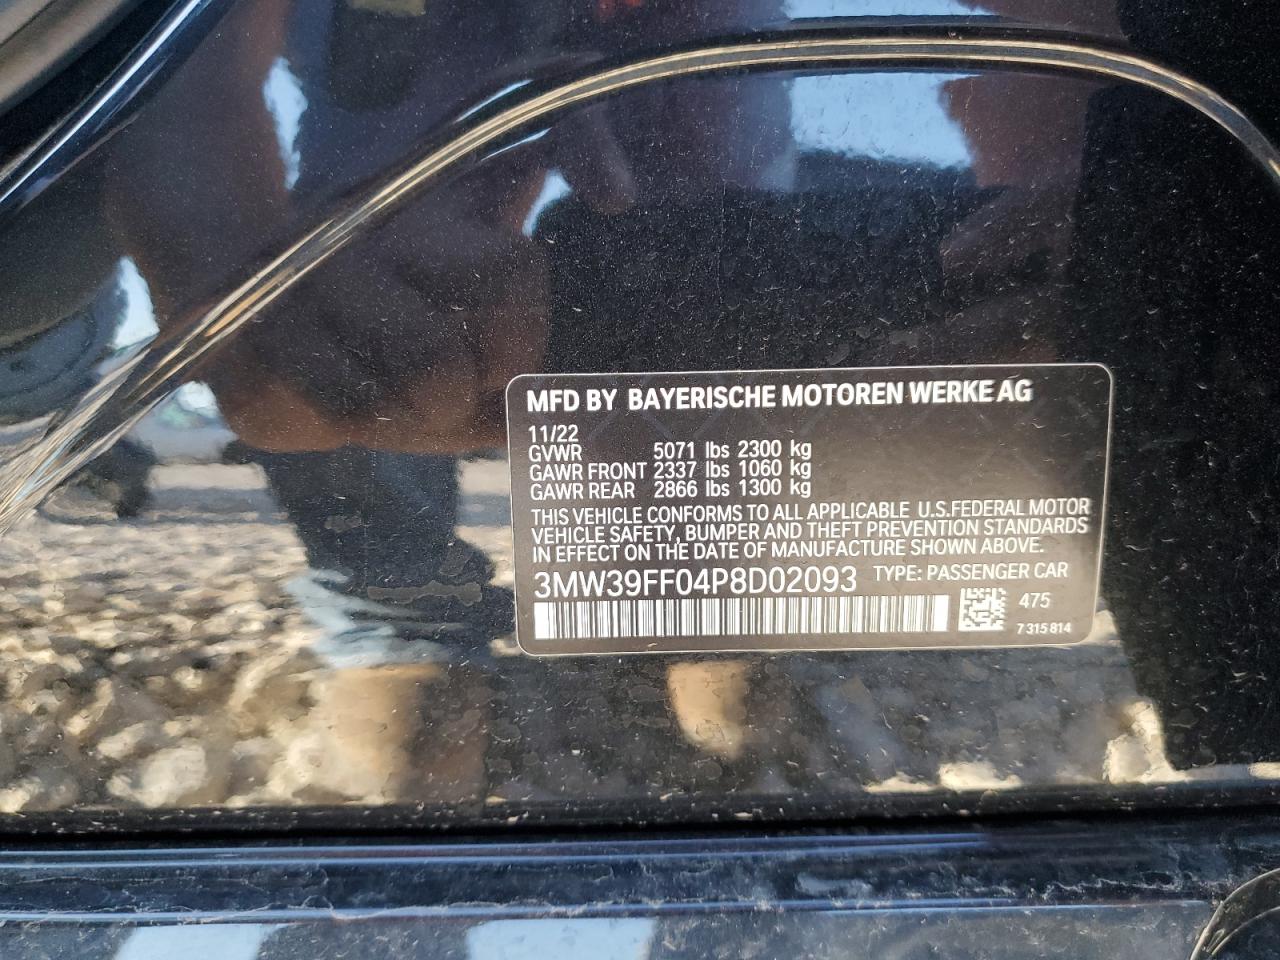 MFD BY BAYERISCHE MOTOREN WERKE AG
11/22
GVWR 5071 lbs 2300 kg
GAWR FRONT 2337 lbs 1060 kg
GAWR REAR 2866 lbs 1300 kg
THIS VEHICLE CONFORMS TO ALL APPLICABLE U.S.FEDERAL MOTOR
VEHICLE SAFETY, BUMPER AND THEFT PREVENTION STANDARDS
IN EFFECT ON THE DATE OF MANUFACTURE SHOWN ABOVE.
3MW39FF04P8D02093 TYPE: PASSENGER CAR
475
7 315 814